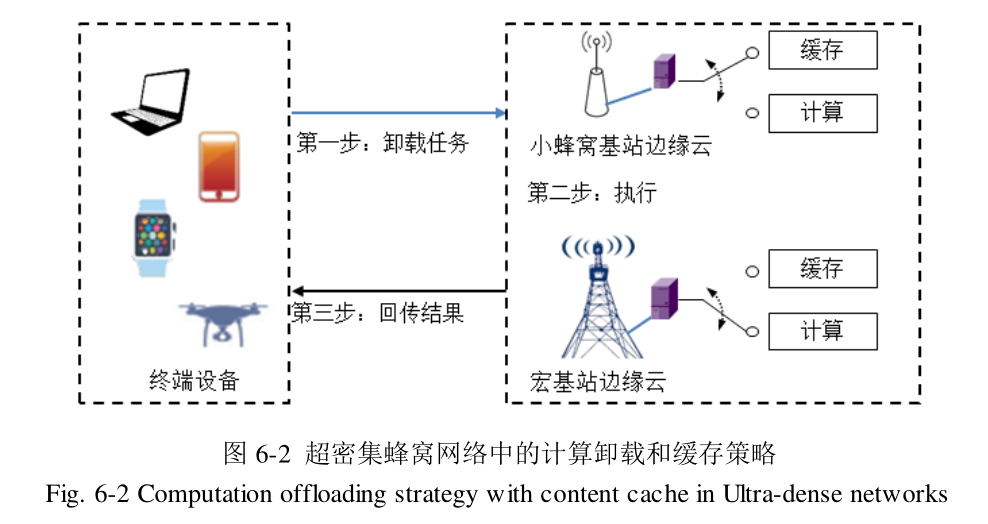 缓存
计算
第一步：卸载任务
小蜂窝基站边缘云
第二步：执行
缓存
计算
第三步：回传结果
终端设备
宏基站边缘云
图 6-2 超密集蜂窝网络中的计算卸载和缓存策略
Fig. 6-2 Computation offloading strategy with content cache in Ultra-dense networks